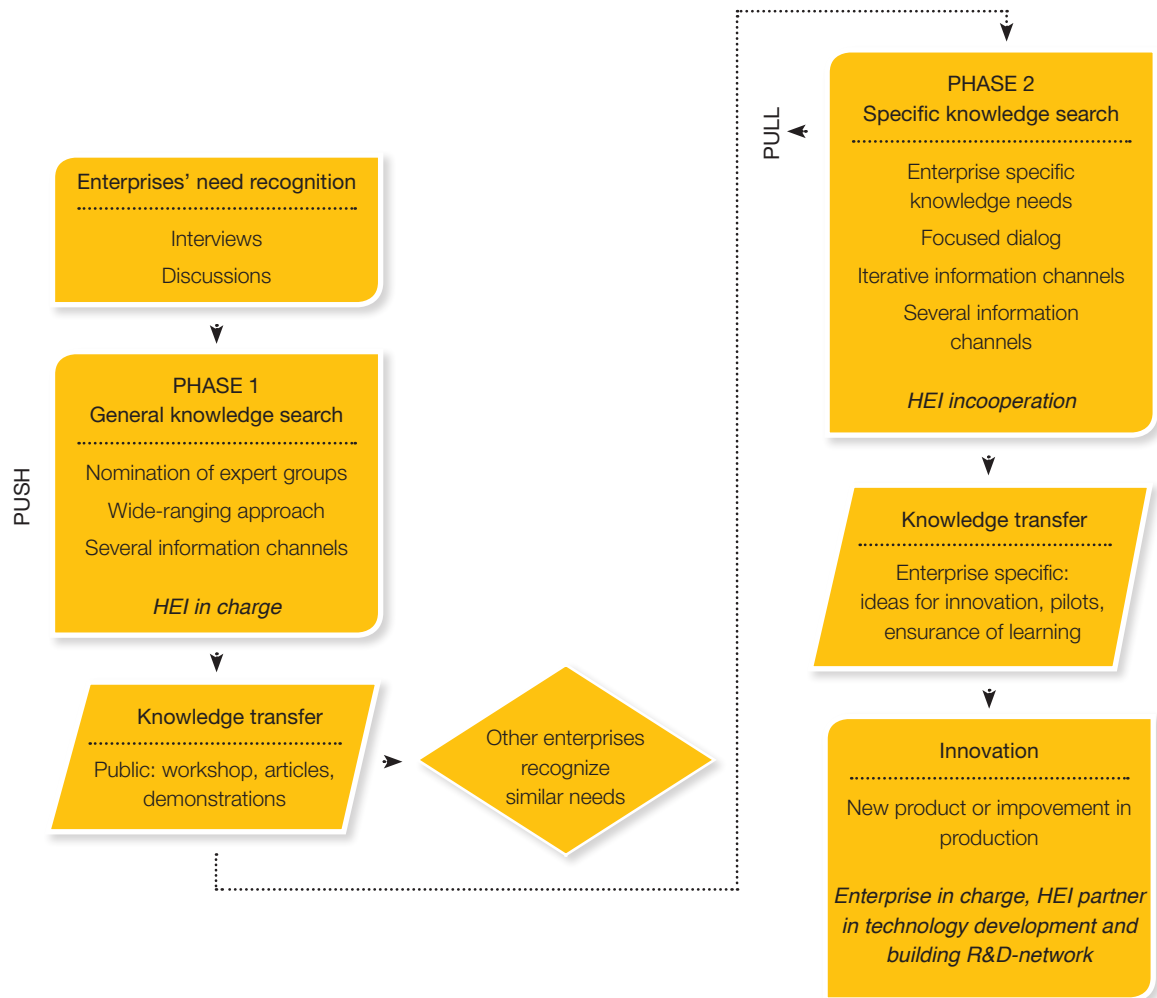 Enterprises' need recognition
Interviews
Discussions
PUSH
PHASE 1
General knowledge search
Nomination of expert groups
Wide-ranging approach
Several information channels
HEI in charge
Knowledge transfer
Public: workshop, articles,
demonstrations
Other enterprises
recognize
similar needs
PULL
PHASE 2
Specific knowledge search
Enterprise specific
knowledge needs
Focused dialog
Iterative information channels
Several information
channels
HEI incooperation
Knowledge transfer
Enterprise specific:
ideas for innovation, pilots,
ensurance of learning
Innovation
New product or impovement in
production
Enterprise in charge, HEI partner
in technology development and
building R&D-network